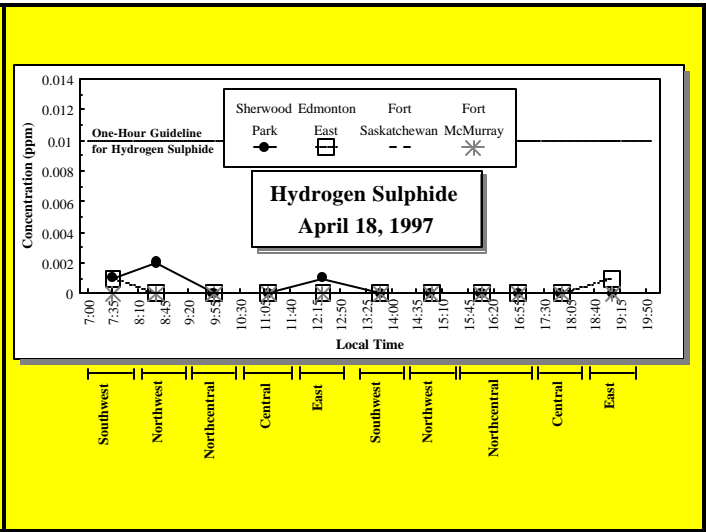 0.014
0.012
0.01
0.008
0.006
0.004
0.002
0
Concentration (ppm)
One-Hour Guideline
for Hydrogen Sulphide
Sherwood Edmonton Fort Fort
Park East Saskatchewan McMurray
Hydrogen Sulphide
April 18, 1997
7:00 7:35 8:10 8:45 9:20 9:55 10:30 11:05 11:40 12:15 12:50 13:25 14:00 14:35 15:10 15:45 16:20 16:55 17:30 18:05 18:40 19:15 19:50
Local Time
Southwest Northwest Northcentral Central East Southwest Northwest Northcentral Central East